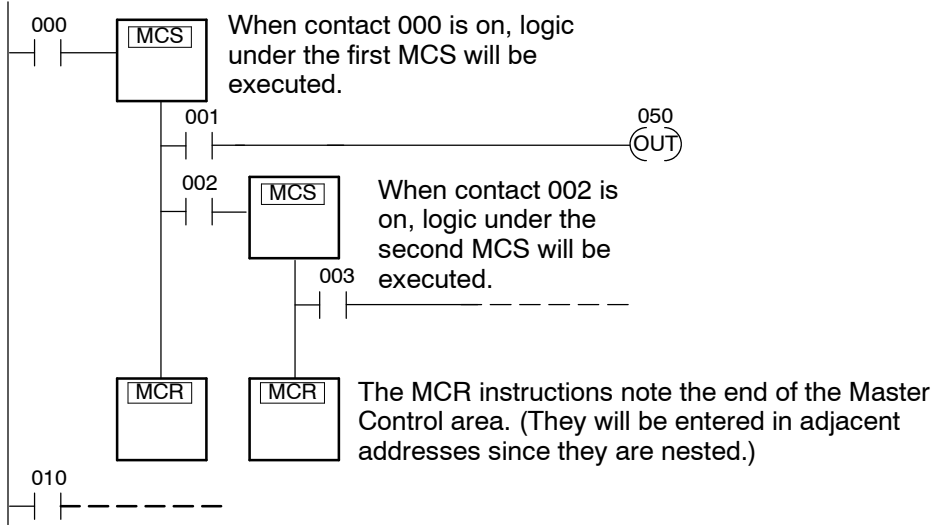 000
MCS
When contact 000 is on, logic
under the first MCS will be
executed.
001
050
OUT
002
MCS
When contact 002 is
on, logic under the
second MCS will be
executed.
003
MCR
MCR
The MCR instructions note the end of the Master
Control area. (They will be entered in adjacent
addresses since they are nested.)
010